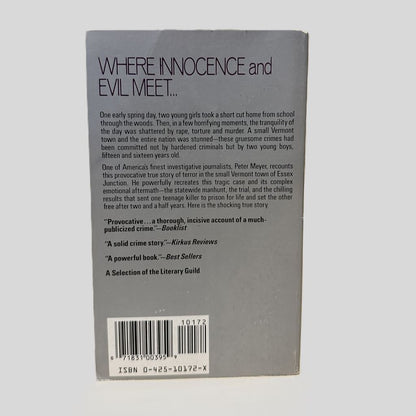 WHERE INNOCENCE and
EVIL MEET...
One early spring day, two young girls took a short cut home from school
through the woods. Then, in a few horrifying moments, the tranquility of
the day was shattered by rape, torture and murder. A small Vermont
town and the entire nation was stunned—these gruesome crimes had
been committed not by hardened criminals but by two young boys,
fifteen and sixteen years old.
One of America's finest investigative journalists, Peter Meyer, recounts
this provocative true story of terror in the small Vermont town of Essex
Junction. He powerfully recreates this tragic case and its complex
emotional aftermath—the statewide manhunt, the trial, and the chilling
results that sent one teenage killer to prison for life and set the other
free after two and a half years. Here is the shocking true story.
"Provocative...a thorough, incisive account of a much-
publicized crime."—Booklist
"A solid crime story"—Kirkus Reviews
"A powerful book."—Best Sellers
A Selection of the Literary Guild
10172
71831 00395 9
ISBN 0-425-10172-X